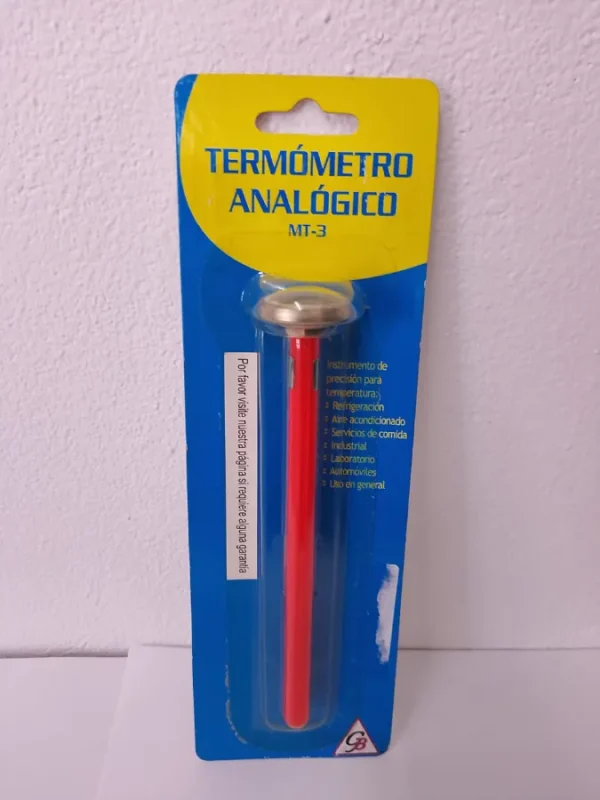 TERMÓMETRO
ANALÓGICO
MT-3
Instrumento de
precisión para
temperatura:
Refrigeración
Aire acondicionado
Servicios de comida
Industrial
Laboratorio
Automóviles
Uso en general
Por favor visite nuestra página si requiere alguna garantía
GB